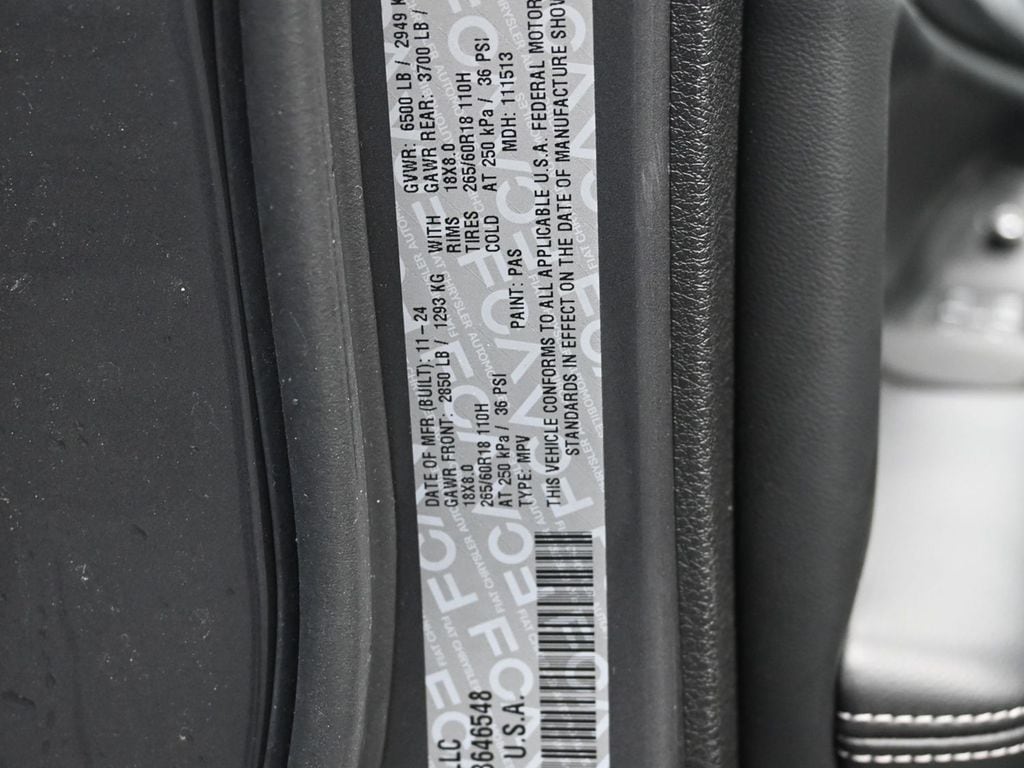 LLC
8646548
U.S.A.
DATE OF MFR (BUILT): 11-24 GVWR: 6500 LB / 2949 K
GAWR FRONT: 2850 LB / 1293 KG WITH GAWR REAR: 3700 LB /
18X8.0 RIMS 18X8.0
265/60R18 110H TIRES 265/60R18 110H
AT 250 kPa / 36 PSI COLD AT 250 kPa / 36 PSI
TYPE: MPV PAINT: PAS MDH: 111513
THIS VEHICLE CONFORMS TO ALL APPLICABLE U.S.A. FEDERAL MOTOR
STANDARDS IN EFFECT ON THE DATE OF MANUFACTURE SHOW